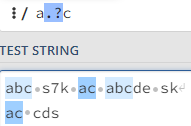 / a.?c
TEST STRING
abc s7k ac abcde sk
ac cds